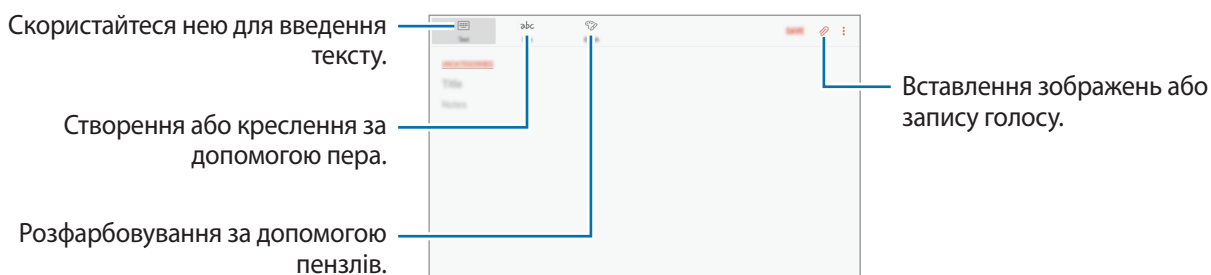 Скористайтеся нею для введення
тексту.
abc
SAVE
Title
Notes
Створення або креслення за
допомогою пера.
Розфарбовування за допомогою
пензлів.
Вставлення зображень або
запису голосу.